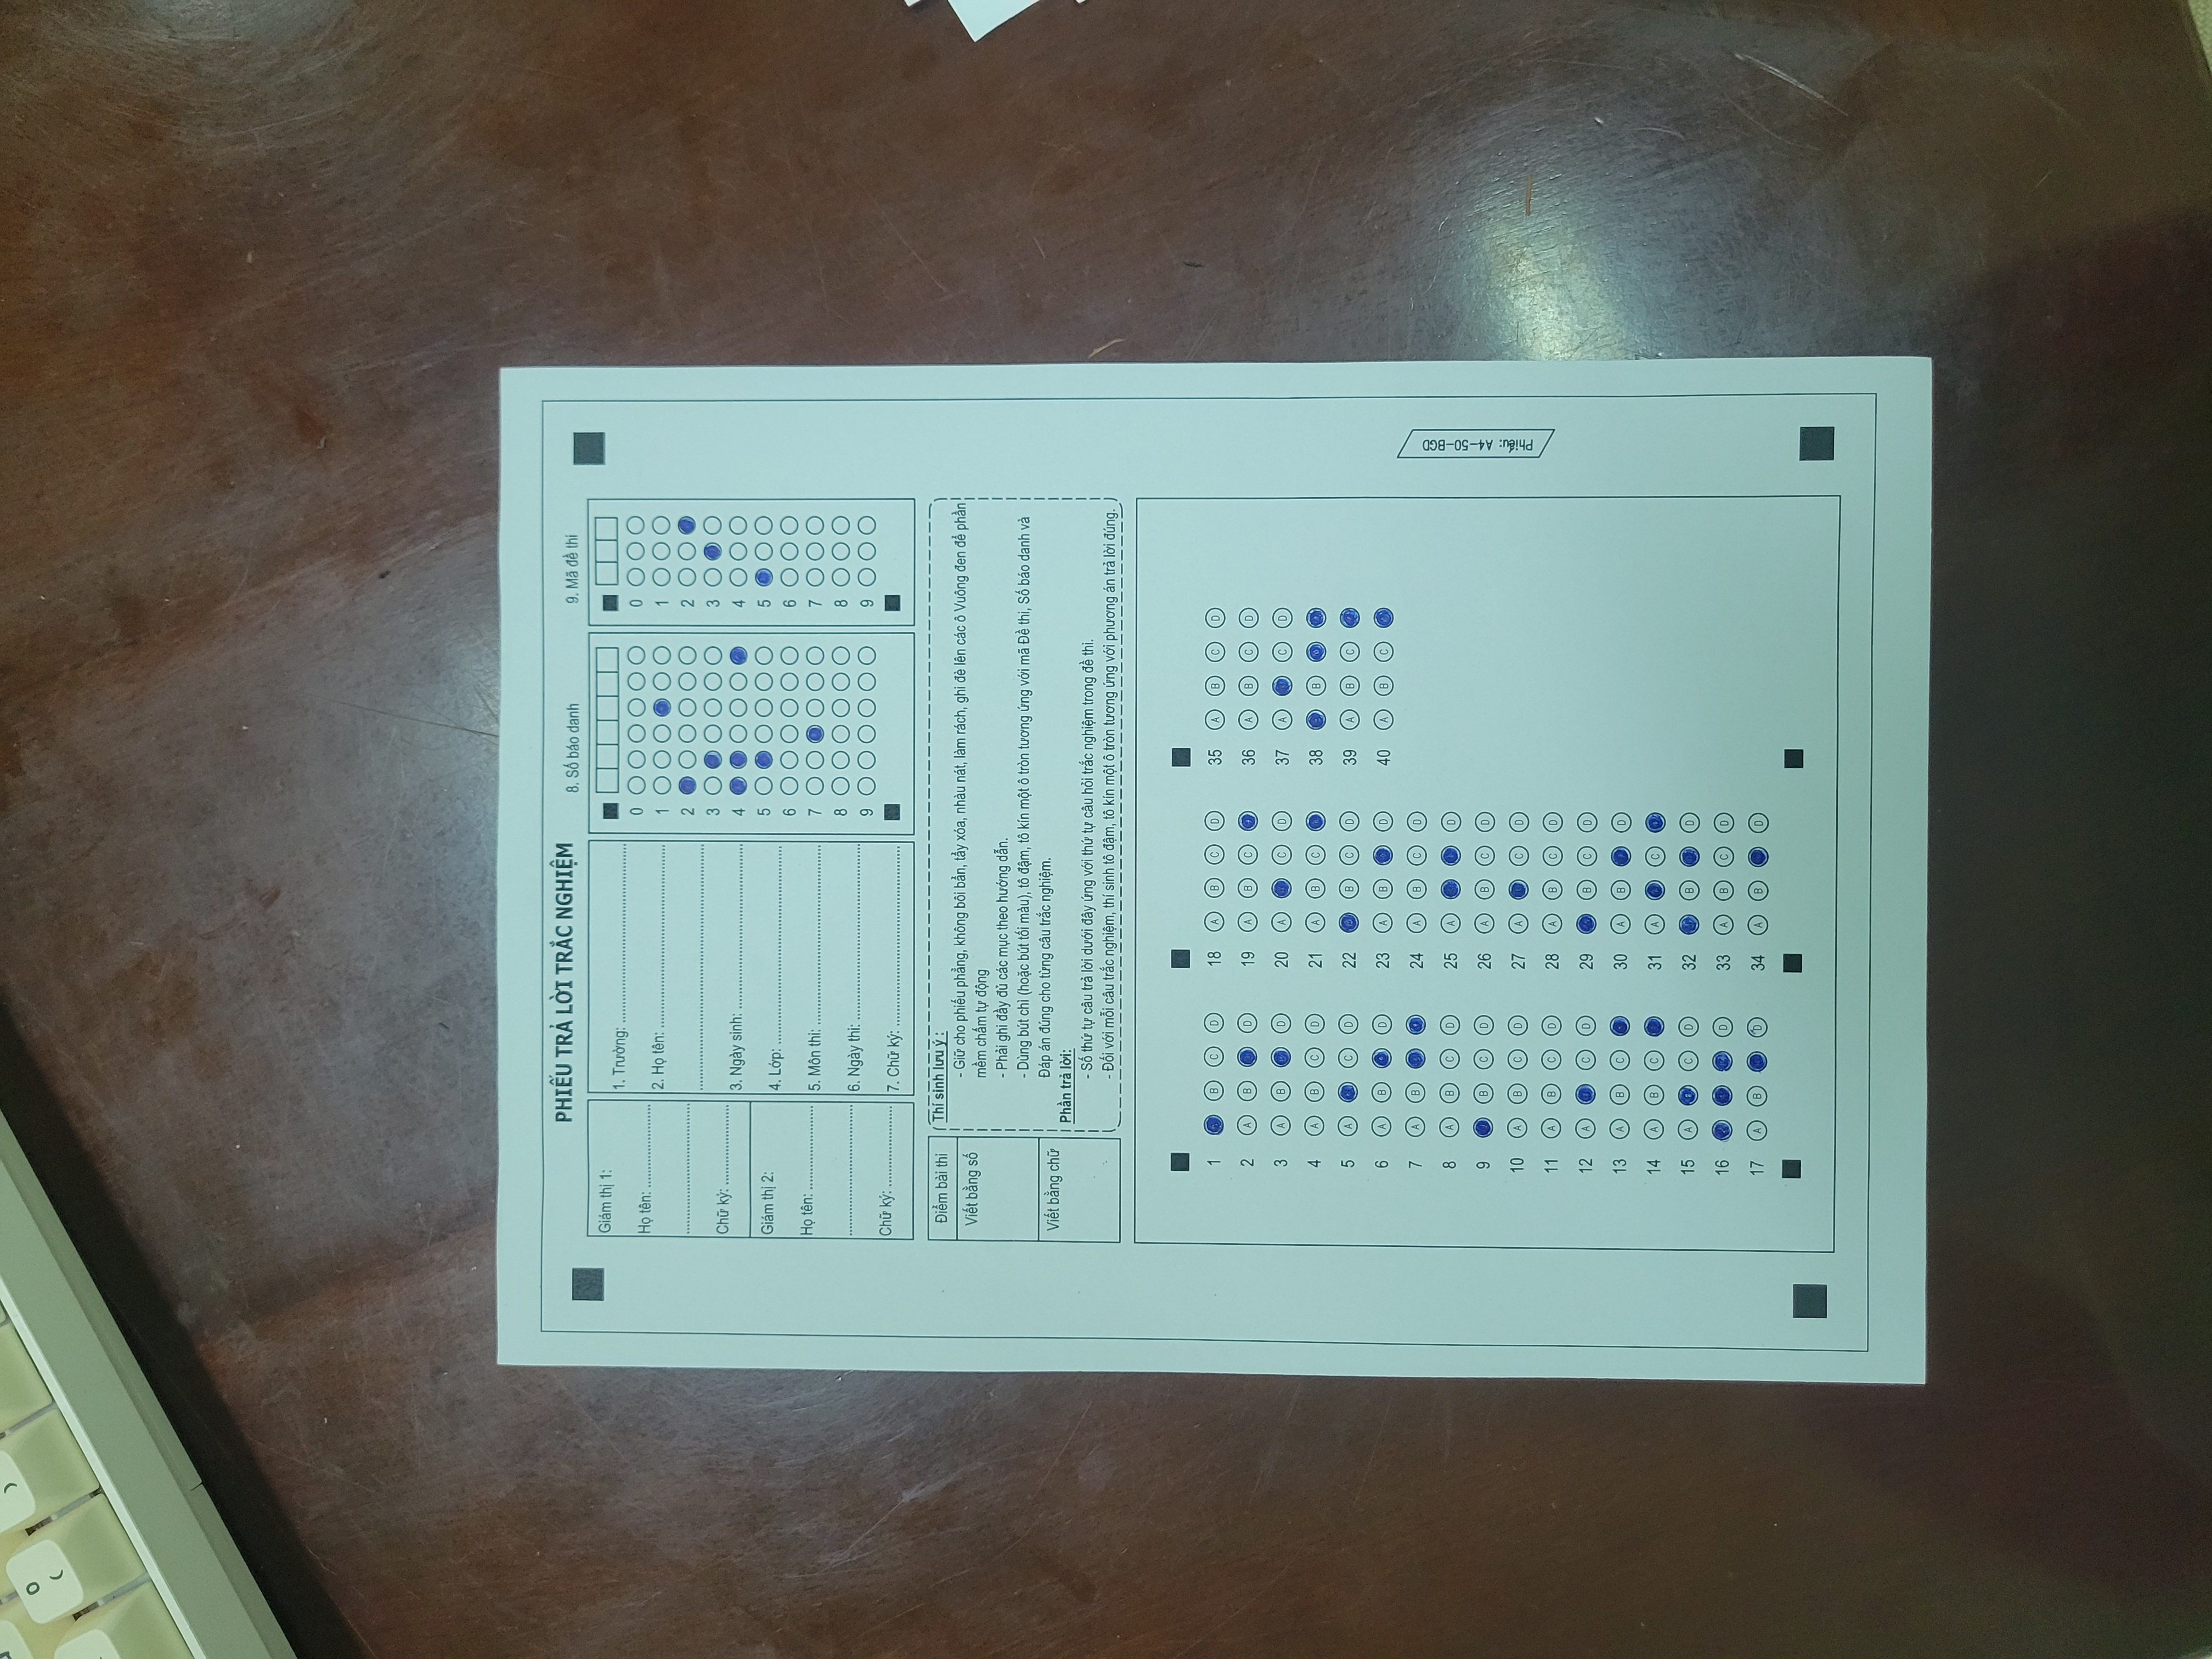 0
(
)
PHIẾU TRẢ LỜI TRẮC NGHIỆM
8. Số báo danh
9. Mã đề thi
Giám thị 1:
Họ tên: ....................
................................
Chữ ký: ....................
Giám thị 2:
Họ tên: ....................
................................
Chữ ký: ....................
1. Trường: ............................................
2. Họ tên: ............................................
............................................................
3. Ngày sinh: ........................................
4. Lớp: .................................................
5. Môn thi: ...........................................
6. Ngày thi: ..........................................
7. Chữ ký: ...........................................
0 0
1 1
2 2
3 3
4 4
5 5
6 6
7 7
8 8
9 9
Điểm bài thi
Viết bằng số
Viết bằng chữ
Thí sinh lưu ý :
- Giữ cho phiếu phẳng, không bôi bẩn, tẩy xóa, nhàu nát, làm rách, ghi đè lên các ô Vuông đen để phần
mềm chấm tự động
- Phải ghi đầy đủ các mục theo hướng dẫn.
- Dùng bút chì (hoặc bút tối màu), tô đậm, tô kín một ô tròn tương ứng với mã Đề thi, Số báo danh và
Đáp án đúng cho từng câu trắc nghiệm.
Phần trả lời:
- Số thứ tự câu trả lời dưới đây ứng với thứ tự câu hỏi trắc nghiệm trong đề thi.
- Đối với mỗi câu trắc nghiệm, thí sinh tô đậm, tô kín một ô tròn tương ứng với phương án trả lời đúng.
1 B C D
2 A B D
3 A B D
4 A B C D
5 A C D
6 A B D
7 A B
8 A B C D
9 B C D
10 A B C D
11 A B C D
12 A C D
13 A B C
14 A B C
15 A C D
16 D
17 A B D
18 A B C D
19 A B C
20 A C D
21 A B C
22 B C D
23 A B D
24 A B C D
25 A D
26 A B C D
27 A C D
28 A B C D
29 B C D
30 A B D
31 A C
32 B D
33 A B C D
34 A B D
35 A B C D
36 A B C D
37 A C D
38 B
39 A B C
40 A B C
Phiếu: A4-50-BGD